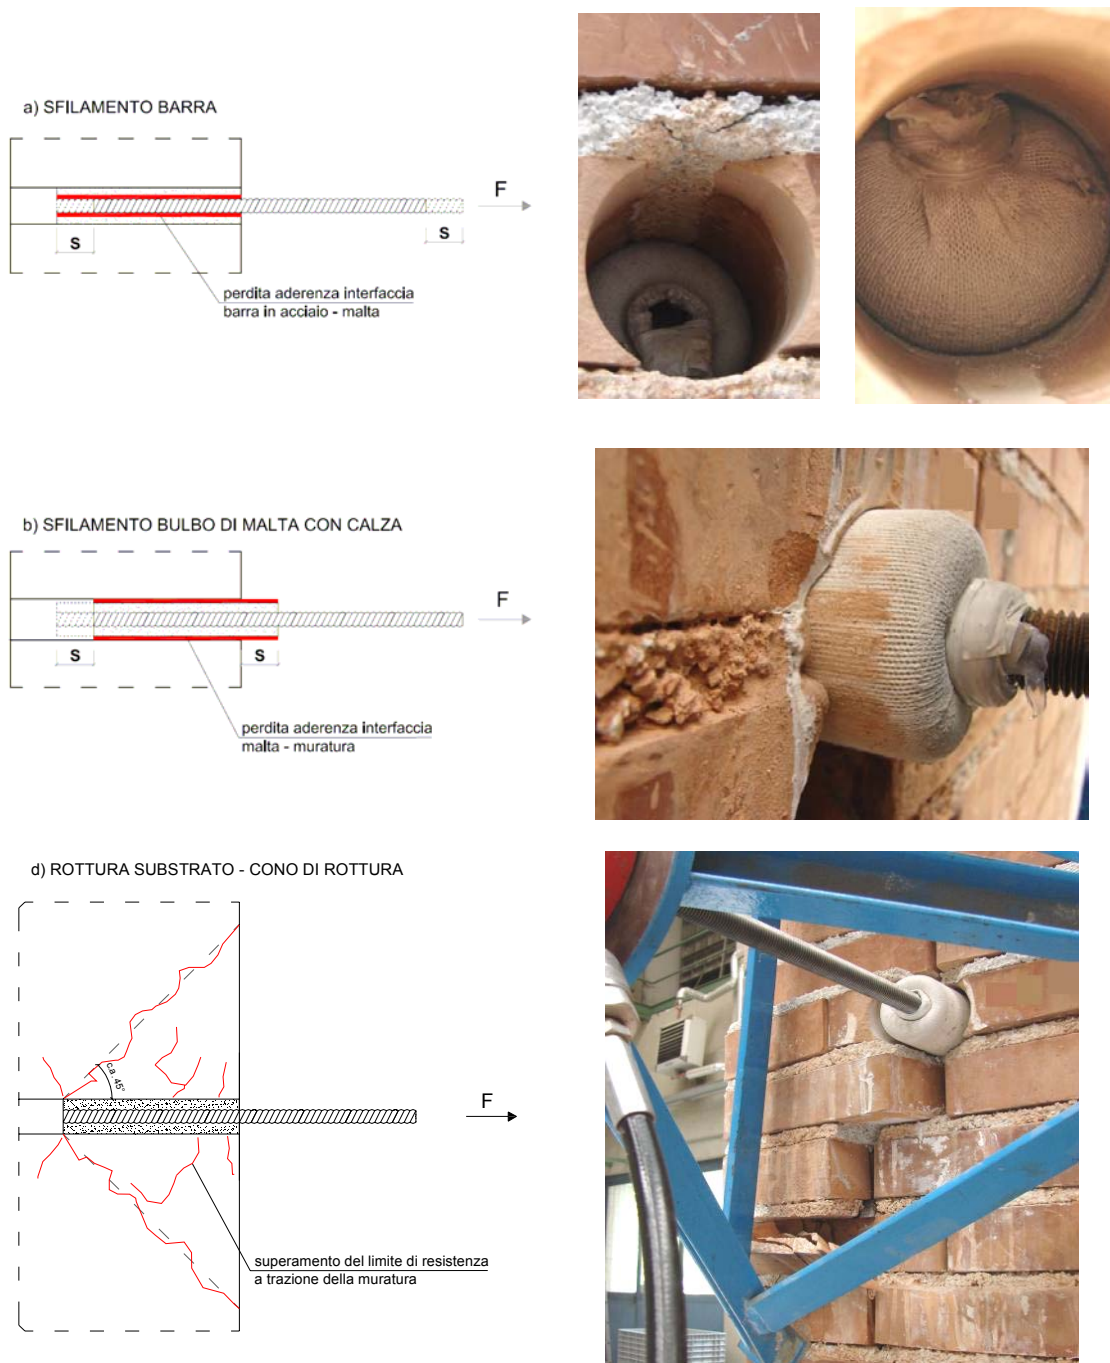 a) SFILAMENTO BARRA
F
S
S
perdita aderenza interfaccia
barra in acciaio - malta
b) SFILAMENTO BULBO DI MALTA CON CALZA
F
S
S
perdita aderenza interfaccia
malta - muratura
d) ROTTURA SUBSTRATO - CONO DI ROTTURA
ca. 45°
F
superamento del limite di resistenza
a trazione della muratura